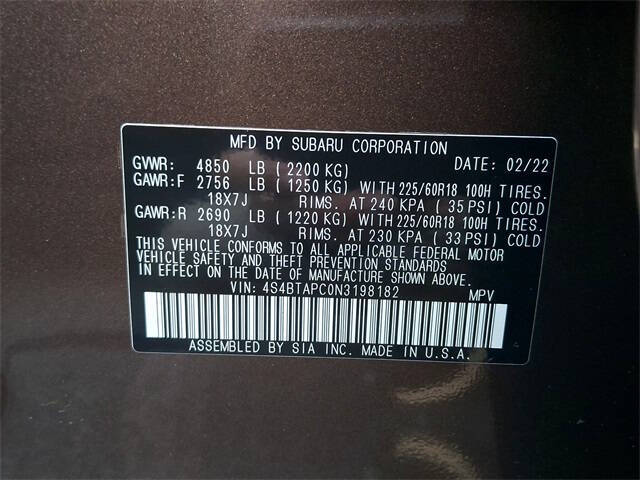 MFD BY SUBARU CORPORATION
GVWR: 4850 LB (2200 KG) DATE: 02/22
GAWR:F 2756 LB (1250 KG) WITH 225/60R18 100H TIRES.
18X7J RIMS. AT 240 KPA ( 35 PSI) COLD
GAWR:R 2690 LB (1220 KG) WITH 225/60R18 100H TIRES.
18X7J RIMS. AT 230 KPA ( 33 PSI) COLD
THIS VEHICLE CONFORMS TO ALL APPLICABLE FEDERAL MOTOR
VEHICLE SAFETY AND THEFT PREVENTION STANDARDS
IN EFFECT ON THE DATE OF MANUFACTURE SHOWN ABOVE.
VIN: 4S4BTAPC0N3198182 MPV
ASSEMBLED BY SIA INC. MADE IN U.S.A.